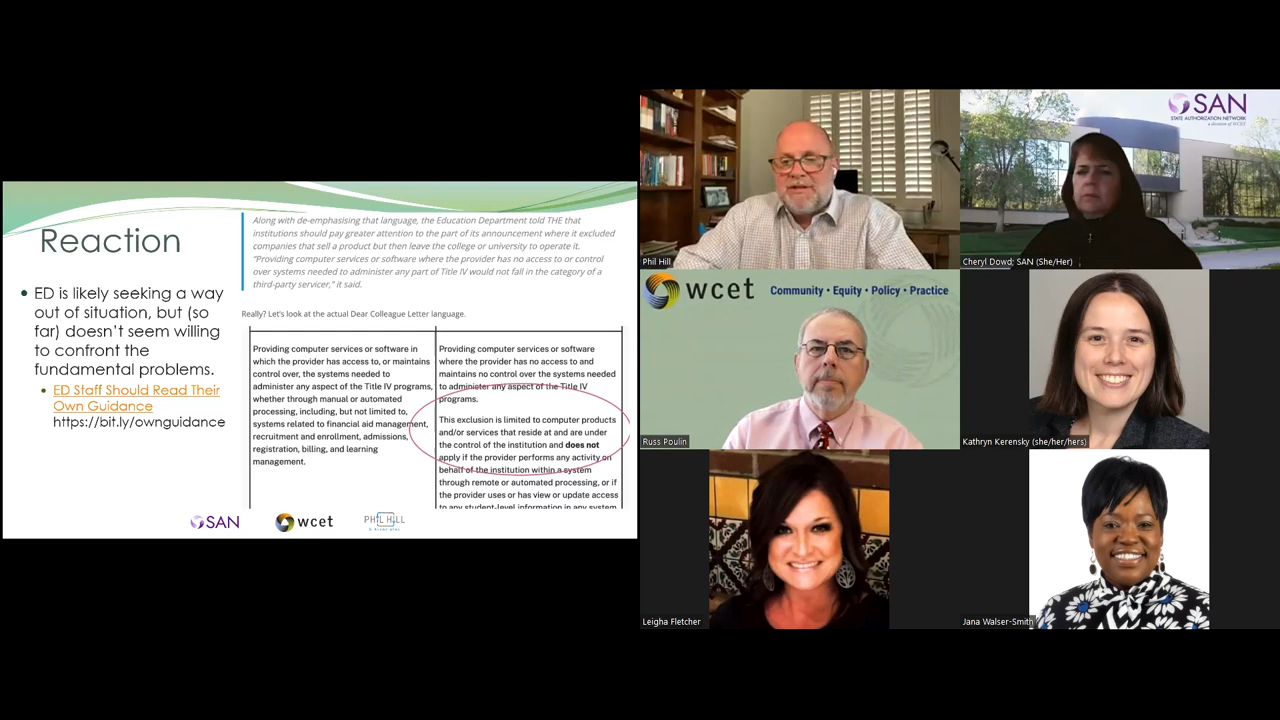 Reaction
• ED is likely seeking a way
out of situation, but (so
far) doesn't seem willing
to confront the
fundamental problems.
• ED Staff Should Read Their
Own Guidance
https://bit.ly/ownguidance
Along with de-emphasising that language, the Education Department told THE that
institutions should pay greater attention to the part of its announcement where it excluded
companies that sell a product but then leave the college or university to operate it.
“Providing computer services or software where the provider has no access to or control
over systems needed to administer any part of Title IV would not fall in the category of a
third-party servicer,” it said.
Really? Let's look at the actual Dear Colleague Letter language.
Providing computer services or software in
which the provider has access to, or maintains
control over, the systems needed to
administer any aspect of the Title IV programs,
whether through manual or automated
processing, including, but not limited to,
systems related to financial aid management,
recruitment and enrollment, admissions,
registration, billing, and learning
management.
Providing computer services or software
where the provider has no access to and
maintains no control over the systems needed
to administer any aspect of the Title IV
programs.
This exclusion is limited to computer products
and/or services that reside at and are under
the control of the institution and does not
apply if the provider performs any activity on
behalf of the institution within a system
through remote or automated processing, or if
the provider uses or has view or update access
to any student-level information in any system
SAN
wcet
PHIL HILL
Phil Hill
SAN
STATE AUTHORIZATION NETWORK
a division of WCET
Cheryl Dowd; SAN (She/Her)
wcet Community • Equity • Policy • Practice
Russ Poulin
Kathryn Kerensky (she/her/hers)
Leigha Fletcher
Jana Walser-Smith